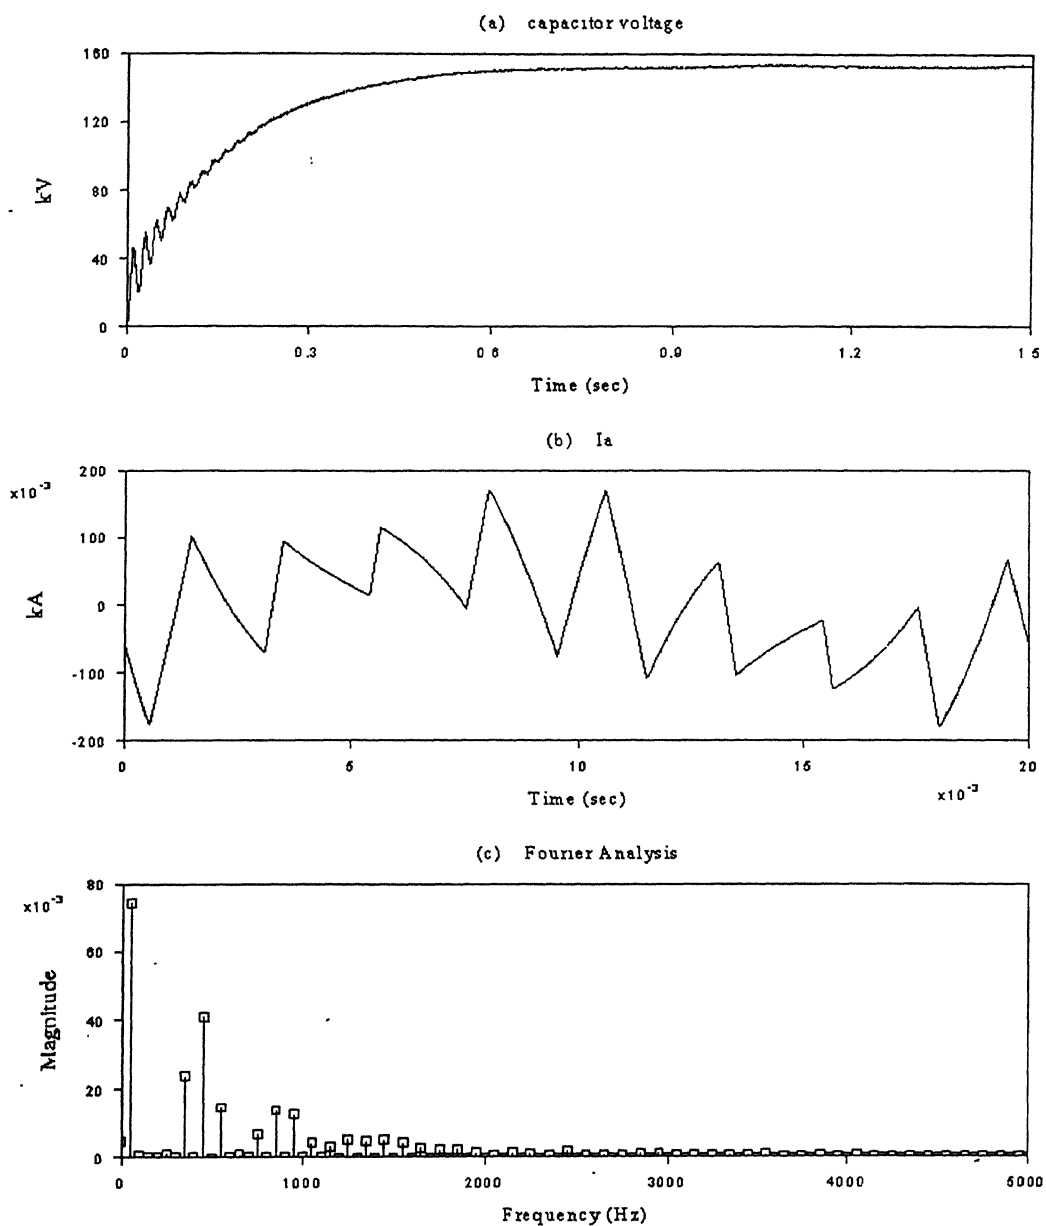 (a) capacitor voltage
160
120
80
40
0
kV
0 0.3 0 6 0.9 1.2 1 5
Time (sec)
(b) Ia
x10⁻³
200
100
0
-100
-200
kA
0 5 10 15 20
Time (sec) x10⁻³
(c) Fourier Analysis
x10⁻³
80
60
40
20
0
Magnitude
0 1000 2000 3000 4000 5000
Frequency (Hz)